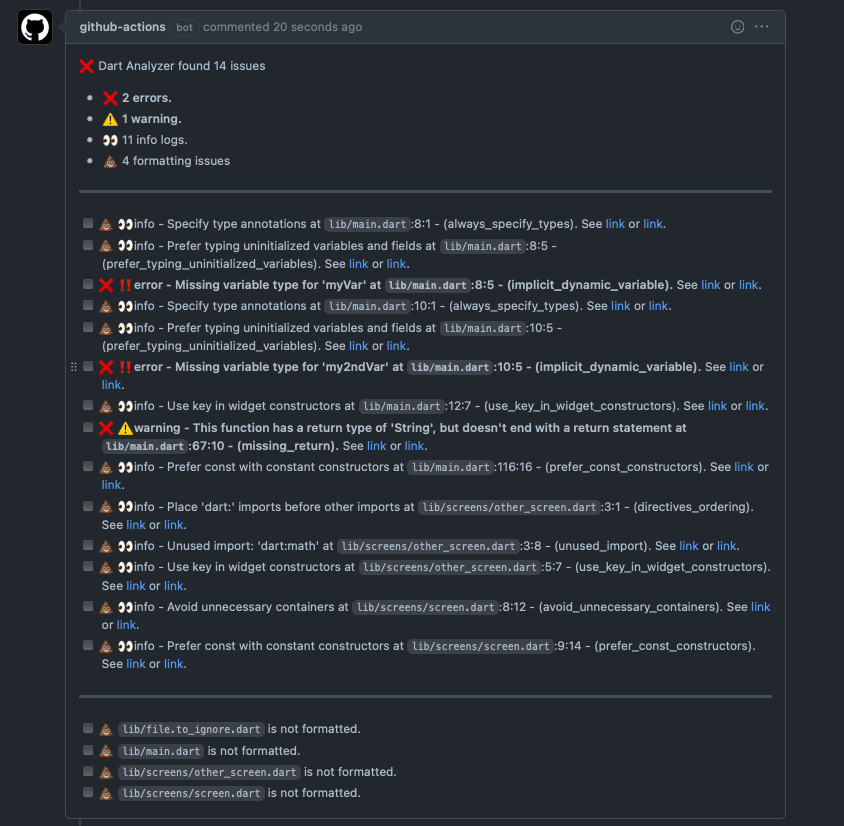 github-actions bot commented 20 seconds ago
❌ Dart Analyzer found 14 issues
❌ 2 errors.
⚠️ 1 warning.
👀 11 info logs.
💩 4 formatting issues
💩 👀info - Specify type annotations at lib/main.dart:8:1 - (always_specify_types). See link or link.
💩 👀info - Prefer typing uninitialized variables and fields at lib/main.dart:8:5 -
(prefer_typing_uninitialized_variables). See link or link.
❌ ‼️error - Missing variable type for 'myVar' at lib/main.dart:8:5 - (implicit_dynamic_variable). See link or link.
💩 👀info - Specify type annotations at lib/main.dart:10:1 - (always_specify_types). See link or link.
💩 👀info - Prefer typing uninitialized variables and fields at lib/main.dart:10:5 -
(prefer_typing_uninitialized_variables). See link or link.
❌ ‼️error - Missing variable type for 'my2ndVar' at lib/main.dart:10:5 - (implicit_dynamic_variable). See link or
link.
💩 👀info - Use key in widget constructors at lib/main.dart:12:7 - (use_key_in_widget_constructors). See link or link.
❌ ⚠️warning - This function has a return type of 'String', but doesn't end with a return statement at
lib/main.dart:67:10 - (missing_return). See link or link.
💩 👀info - Prefer const with constant constructors at lib/main.dart:116:16 - (prefer_const_constructors). See link or
link.
💩 👀info - Place 'dart:' imports before other imports at lib/screens/other_screen.dart:3:1 - (directives_ordering).
See link or link.
💩 👀info - Unused import: 'dart:math' at lib/screens/other_screen.dart:3:8 - (unused_import). See link or link.
💩 👀info - Use key in widget constructors at lib/screens/other_screen.dart:5:7 - (use_key_in_widget_constructors).
See link or link.
💩 👀info - Avoid unnecessary containers at lib/screens/screen.dart:8:12 - (avoid_unnecessary_containers). See link
or link.
💩 👀info - Prefer const with constant constructors at lib/screens/screen.dart:9:14 - (prefer_const_constructors).
See link or link.
💩 lib/file.to_ignore.dart is not formatted.
💩 lib/main.dart is not formatted.
💩 lib/screens/other_screen.dart is not formatted.
💩 lib/screens/screen.dart is not formatted.